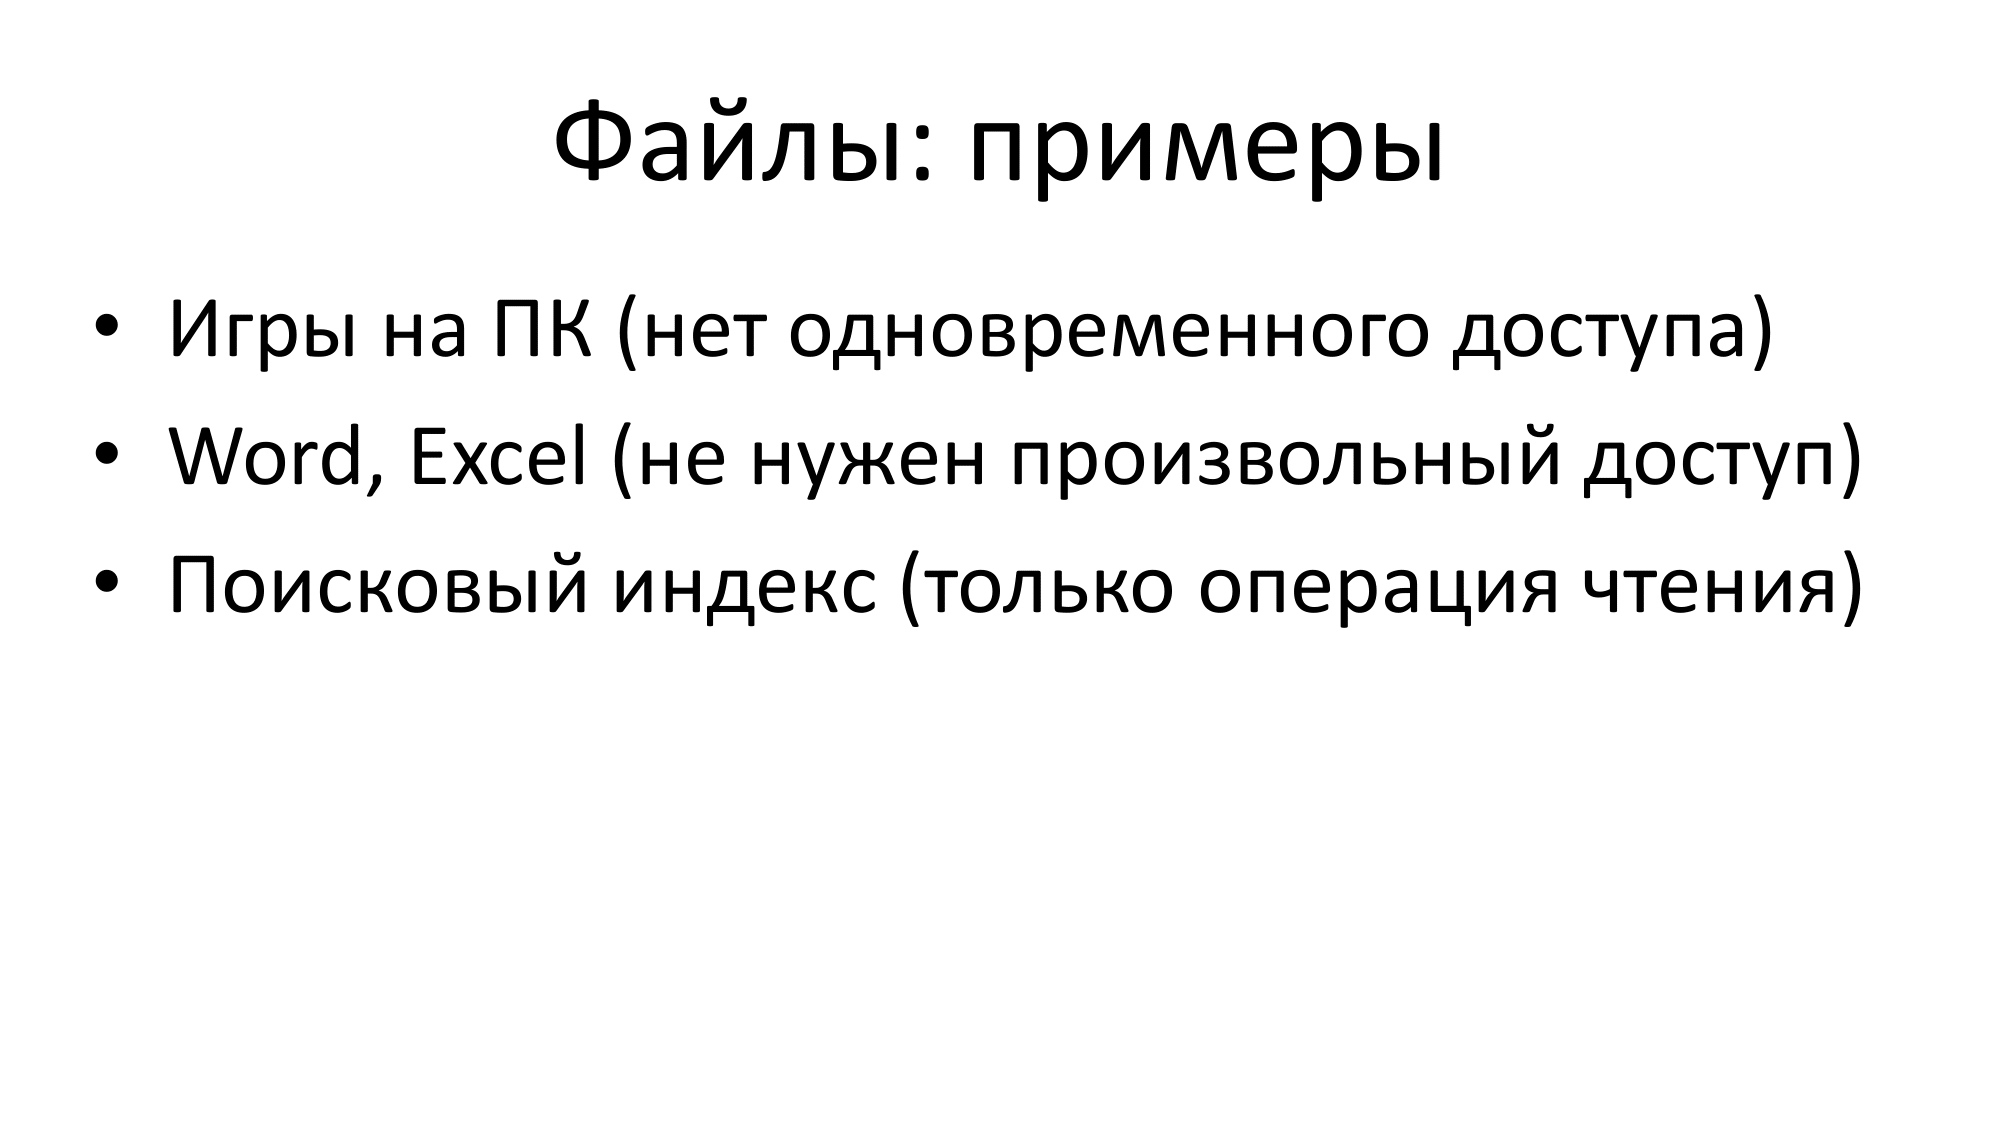 Файлы: примеры
• Игры на ПК (нет одновременного доступа)
• Word, Excel (не нужен произвольный доступ)
• Поисковый индекс (только операция чтения)